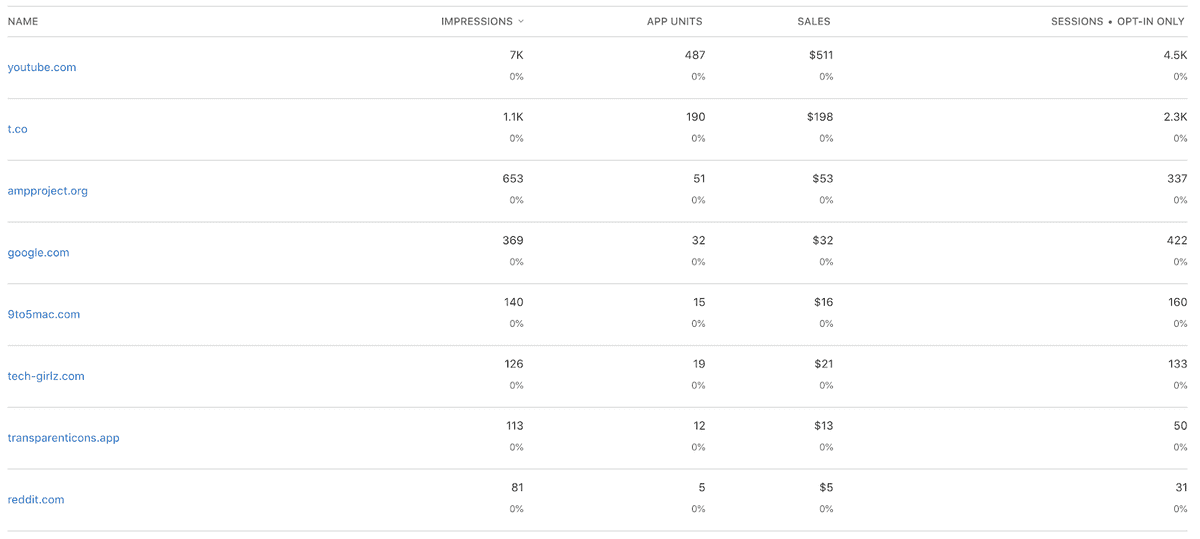 NAME IMPRESSIONS APP UNITS SALES SESSIONS • OPT-IN ONLY
youtube.com 7K 487 $511 4.5K
0% 0% 0% 0%
t.co 1.1K 190 $198 2.3K
0% 0% 0% 0%
ampproject.org 653 51 $53 337
0% 0% 0% 0%
google.com 369 32 $32 422
0% 0% 0% 0%
9to5mac.com 140 15 $16 160
0% 0% 0% 0%
tech-girlz.com 126 19 $21 133
0% 0% 0% 0%
transparenticons.app 113 12 $13 50
0% 0% 0% 0%
reddit.com 81 5 $5 31
0% 0% 0% 0%